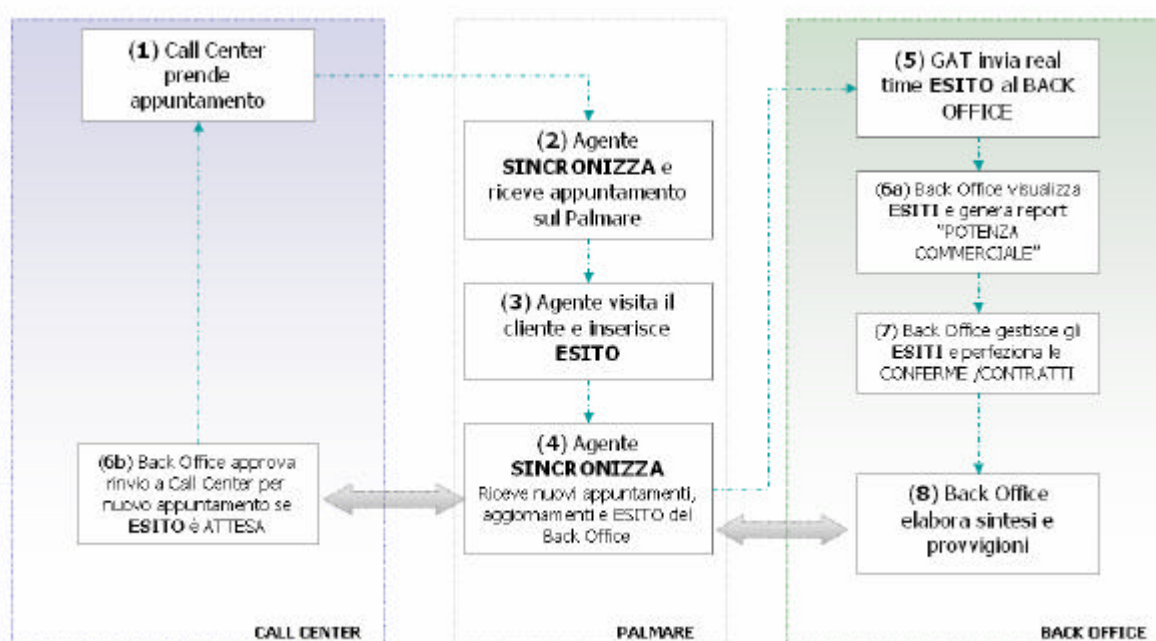 (1) Call Center
prende
appuntamento
(2) Agente
SINCRONIZZA e
riceve appuntamento
sul Palmare
(3) Agente visita il
cliente e inserisce
ESITO
(4) Agente
SINCRONIZZA
Riceve nuovi appuntamenti,
aggiornamenti e ESITO del
Back Office
(5) GAT invia real
time ESITO al BACK
OFFICE
(6a) Back Office visualizza
ESITI e genera report
"POTENZA
COMMERCIALE"
(7) Back Office gestisce gli
ESITI e perfeziona le
CONFERME /CONTRATTI
(8) Back Office
elabora sintesi e
provvigioni
(6b) Back Office approva
rinvio a Call Center per
nuovo appuntamento se
ESITO è ATTESA
CALL CENTER
PALMARE
BACK OFFICE